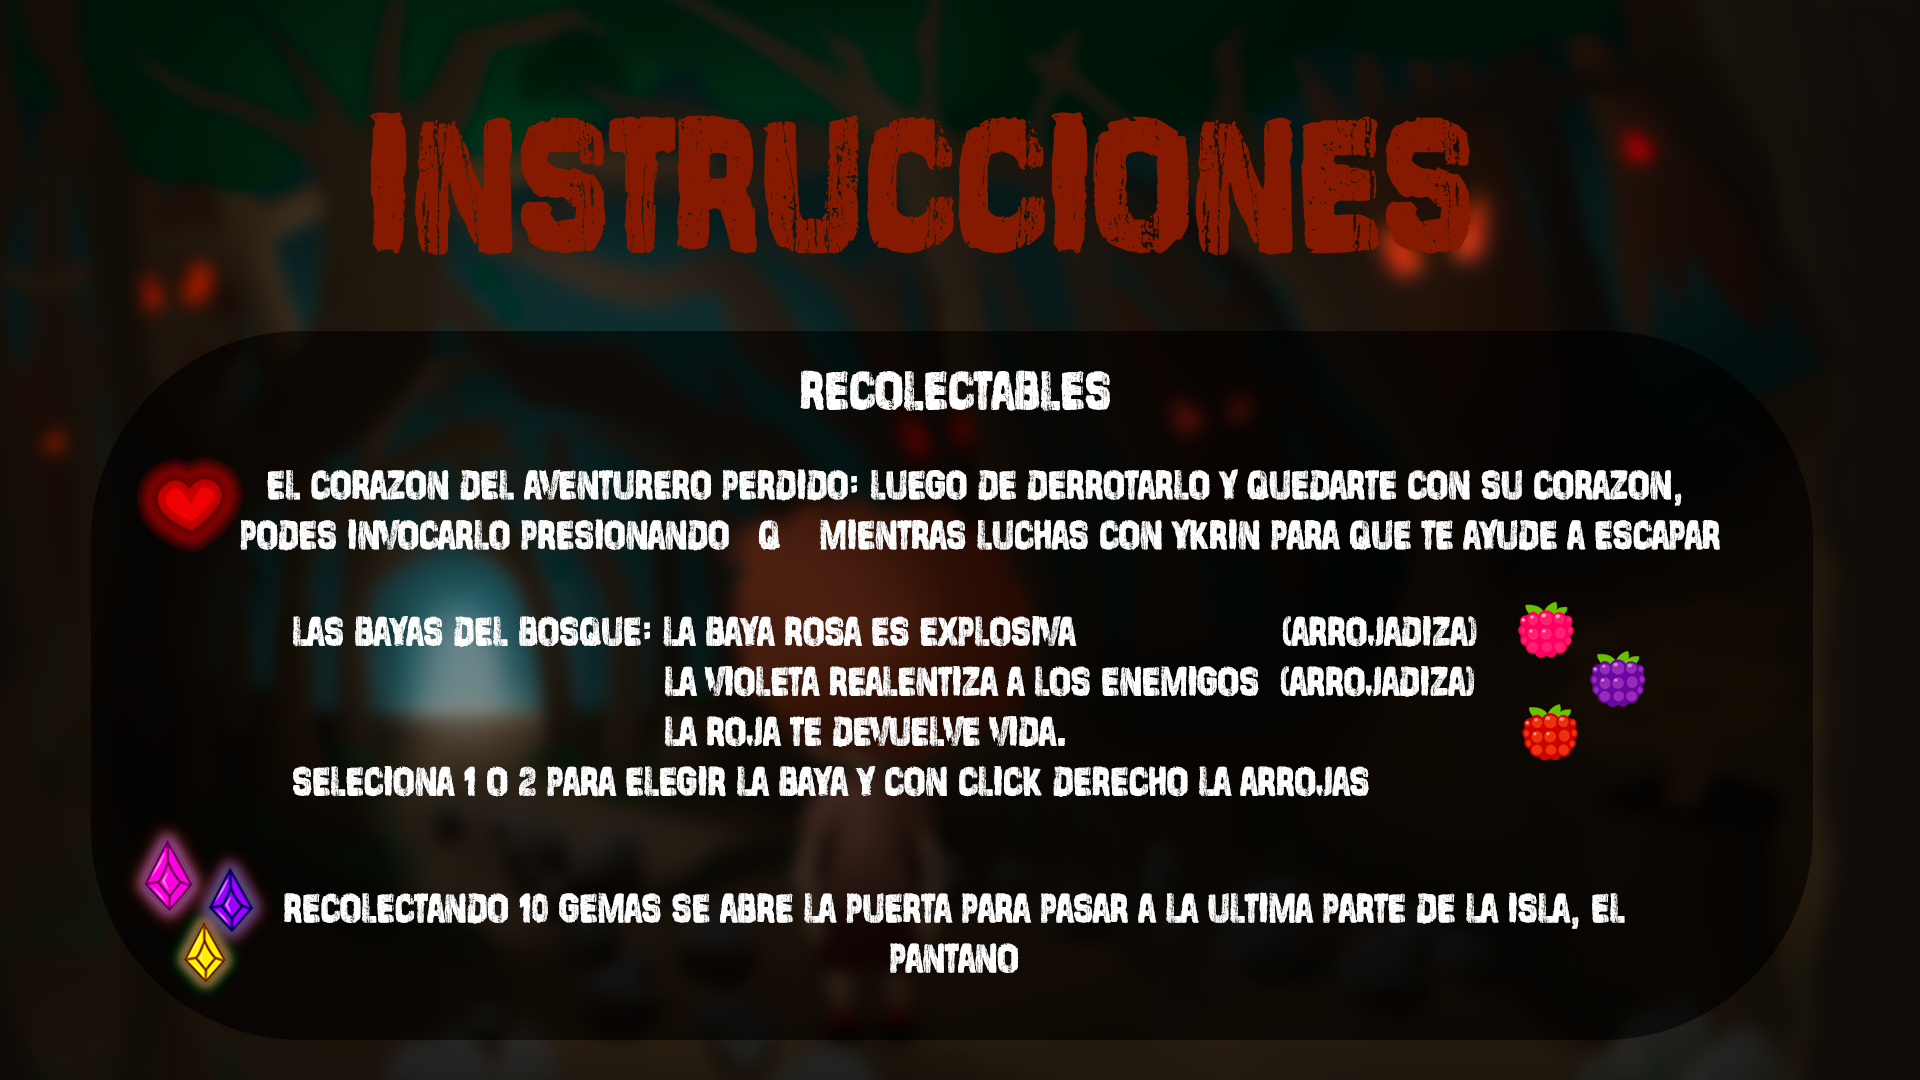 INSTRUCCIONES
RECOLECTABLES
EL CORAZON DEL AVENTURERO PERDIDO: LUEGO DE DERROTARLO Y QUEDARTE CON SU CORAZON,
PODES INVOCARLO PRESIONANDO Q MIENTRAS LUCHAS CON YKRIN PARA QUE TE AYUDE A ESCAPAR
LAS BAYAS DEL BOSQUE: LA BAYA ROSA ES EXPLOSIVA (ARROJADIZA)
LA VIOLETA REALENTIZA A LOS ENEMIGOS (ARROJADIZA)
LA ROJA TE DEVUELVE VIDA.
SELECIONA 1 O 2 PARA ELEGIR LA BAYA Y CON CLICK DERECHO LA ARROJAS
RECOLECTANDO 10 GEMAS SE ABRE LA PUERTA PARA PASAR A LA ULTIMA PARTE DE LA ISLA, EL
PANTANO